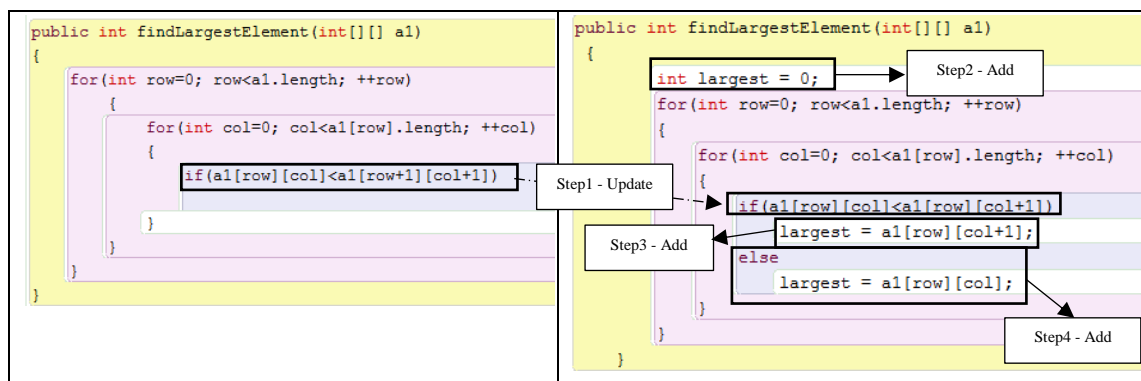 public int findLargestElement(int[][] a1)
{
for(int row=0; row<a1.length; ++row)
{
for(int col=0; col<a1[row].length; ++col)
{
if(a1[row][col]<a1[row+1][col+1])
}
}
}
}
Step1 - Update
public int findLargestElement(int[][] a1)
{
int largest = 0;
Step2 - Add
for(int row=0; row<a1.length; ++row)
{
for(int col=0; col<a1[row].length; ++col)
{
if(a1[row][col]<a1[row][col+1])
largest = a1[row][col+1];
Step3 - Add
else
largest = a1[row][col];
}
Step4 - Add
}
}